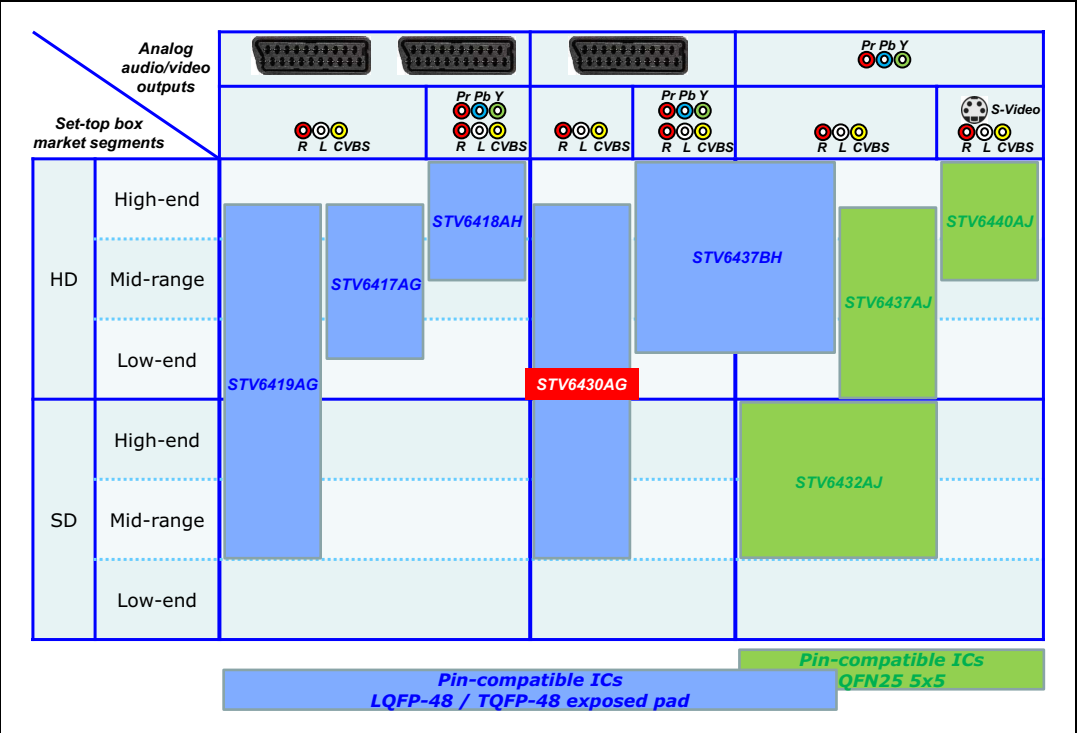 Analog
audio/video
outputs
Set-top box
market segments
Pr Pb Y
R L CVBS
Pr Pb Y
R L CVBS
R L CVBS
Pr Pb Y
R L CVBS
R L CVBS
S-Video
R L CVBS
HD
High-end
Mid-range
Low-end
SD
High-end
Mid-range
Low-end
STV6419AG
STV6417AG
STV6418AH
STV6430AG
STV6437BH
STV6437AJ
STV6440AJ
STV6432AJ
Pin-compatible ICs
QFN25 5x5
Pin-compatible ICs
LQFP-48 / TQFP-48 exposed pad